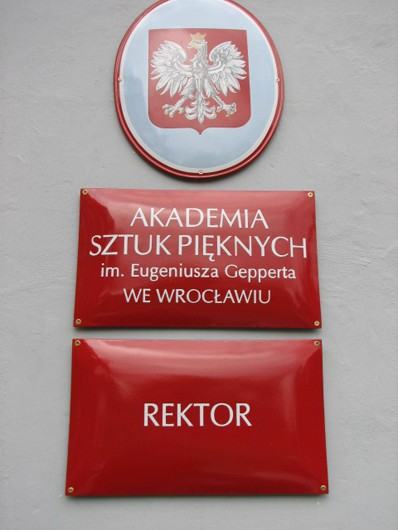 AKADEMIA
SZTUK PIĘKNYCH
im. Eugeniusza Gepperta
WE WROCŁAWIU
REKTOR